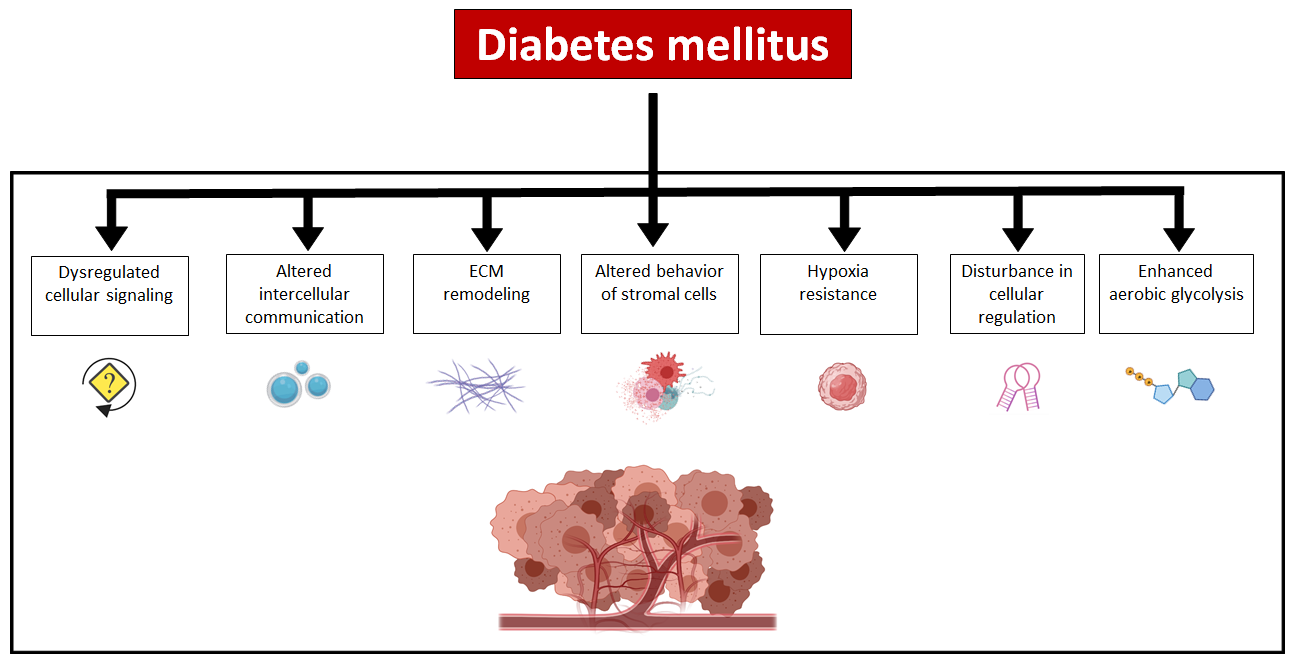 Diabetes mellitus
Dysregulated
cellular signaling
Altered
intercellular
communication
ECM
remodeling
Altered behavior
of stromal cells
Hypoxia
resistance
Disturbance in
cellular
regulation
Enhanced
aerobic glycolysis
?